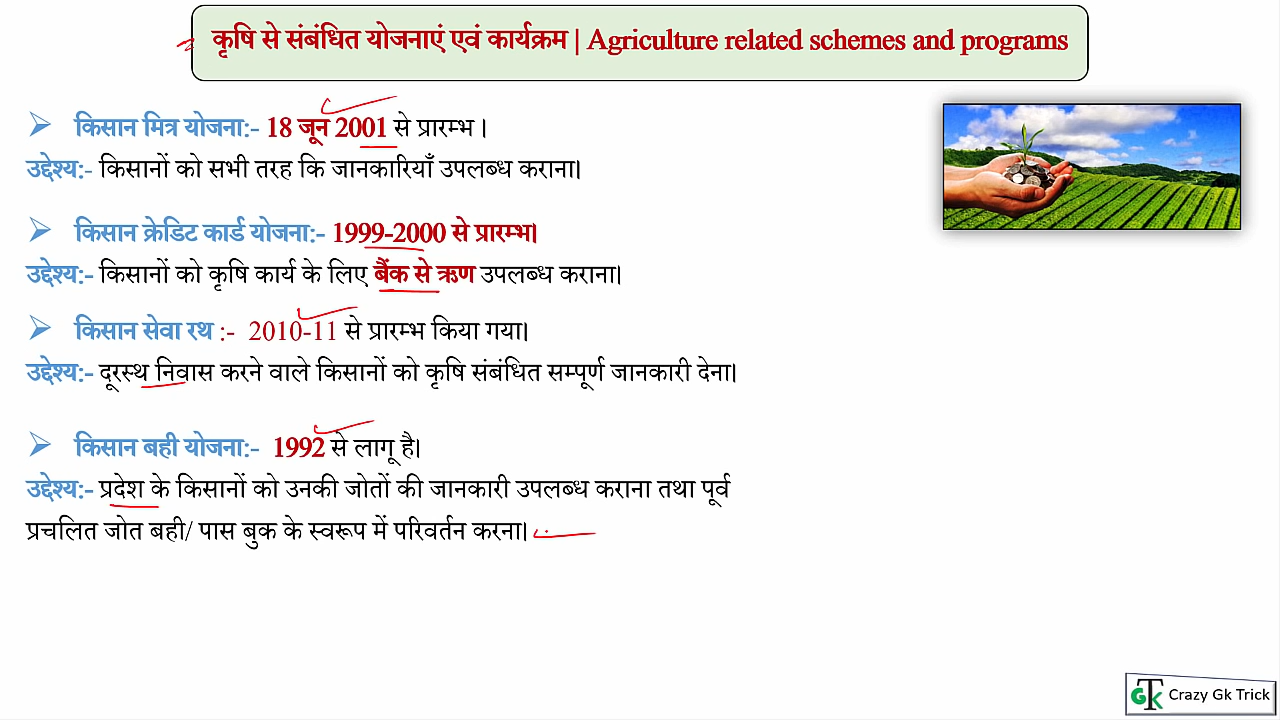 कृषि से संबंधित योजनाएं एवं कार्यक्रम | Agriculture related schemes and programs
किसान मित्र योजना:- 18 जून 2001 से प्रारम्भ ।
उद्देश्य:- किसानों को सभी तरह कि जानकारियाँ उपलब्ध कराना।
किसान क्रेडिट कार्ड योजना:- 1999-2000 से प्रारम्भ।
उद्देश्य:- किसानों को कृषि कार्य के लिए बैंक से ऋण उपलब्ध कराना।
किसान सेवा रथ :- 2010-11 से प्रारम्भ किया गया।
उद्देश्य:- दूरस्थ निवास करने वाले किसानों को कृषि संबंधित सम्पूर्ण जानकारी देना।
किसान बही योजना:- 1992 से लागू है।
उद्देश्य:- प्रदेश के किसानों को उनकी जोतों की जानकारी उपलब्ध कराना तथा पूर्व
प्रचलित जोत बही/ पास बुक के स्वरूप में परिवर्तन करना।
GTK Crazy Gk Trick